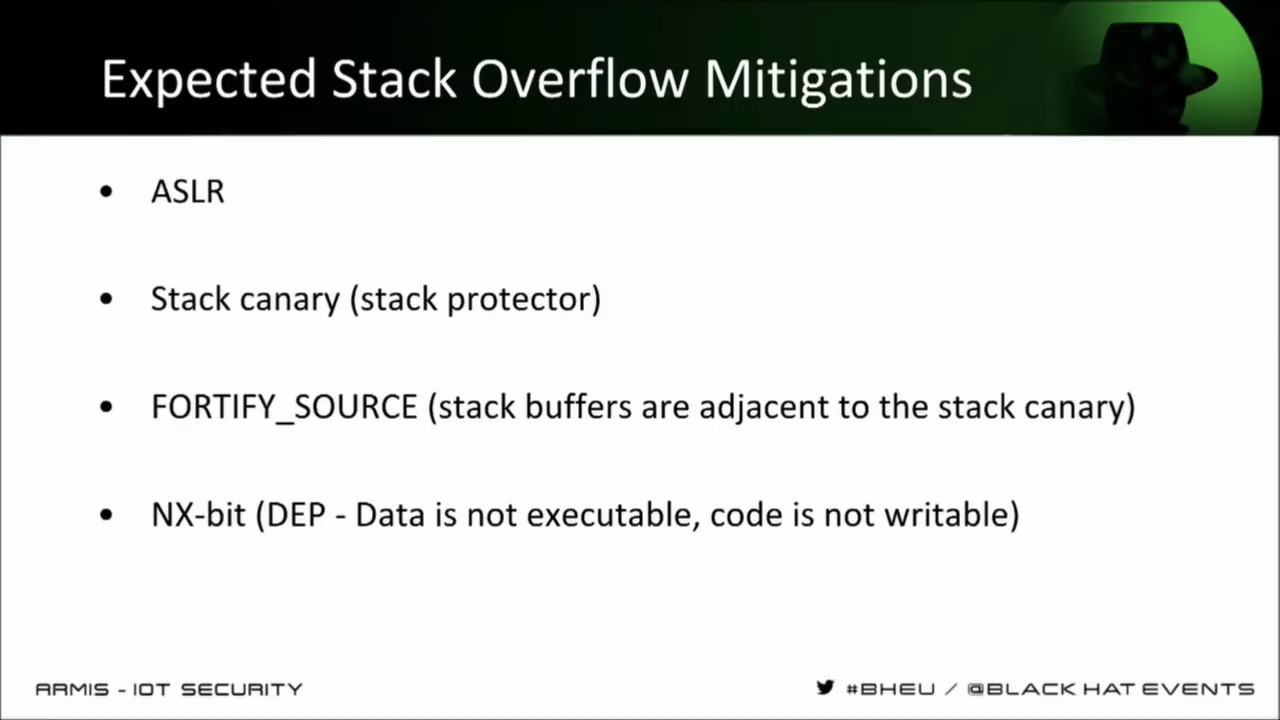 Expected Stack Overflow Mitigations
• ASLR
• Stack canary (stack protector)
• FORTIFY_SOURCE (stack buffers are adjacent to the stack canary)
• NX-bit (DEP - Data is not executable, code is not writable)
ARMIS - IOT SECURITY
#BHEU / @BLACK HAT EVENTS